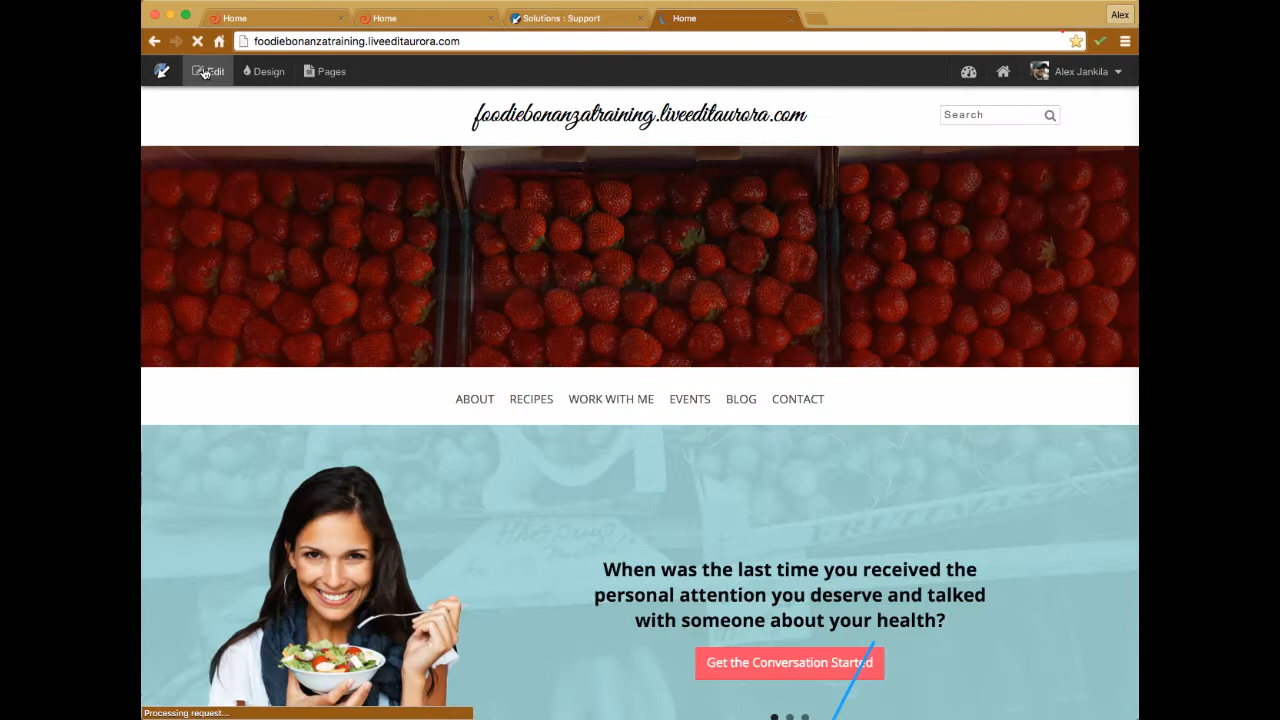 Home
Home
Solutions : Support
Home
Alex
foodiebonanzatraining.liveeditaurora.com
Edit
Design
Pages
Alex Jankila
foodiebonanzatraining.liveeditaurora.com
Search
ABOUT
RECIPES
WORK WITH ME
EVENTS
BLOG
CONTACT
When was the last time you received the
personal attention you deserve and talked
with someone about your health?
Get the Conversation Started
Processing request...